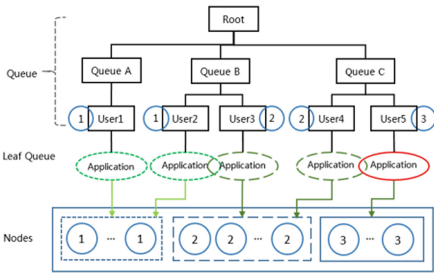 Root
Queue
Queue A
Queue B
Queue C
1 User1
1 User2
User3 2
2 User4
User5 3
Leaf Queue
Application
Application
Application
Application
Application
Nodes
1 ... 1
2 2 ... 2
3 ... 3